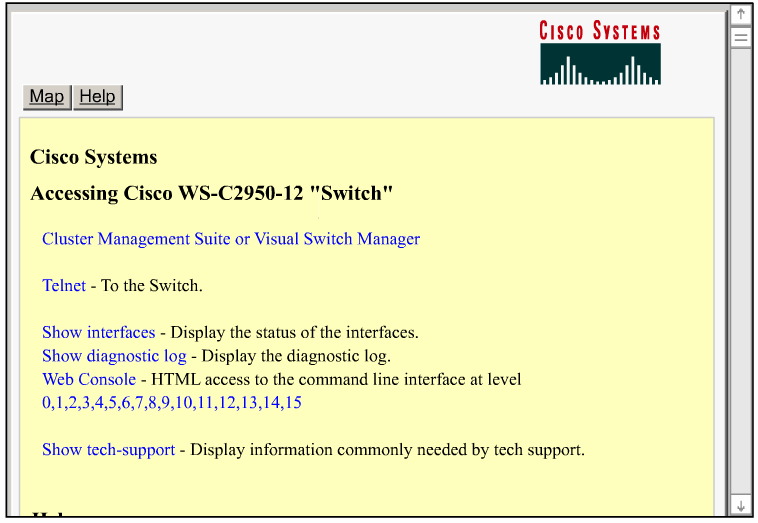 CISCO SYSTEMS
Map Help
Cisco Systems
Accessing Cisco WS-C2950-12 "Switch"
Cluster Management Suite or Visual Switch Manager
Telnet - To the Switch.
Show interfaces - Display the status of the interfaces.
Show diagnostic log - Display the diagnostic log.
Web Console - HTML access to the command line interface at level
0,1,2,3,4,5,6,7,8,9,10,11,12,13,14,15
Show tech-support - Display information commonly needed by tech support.